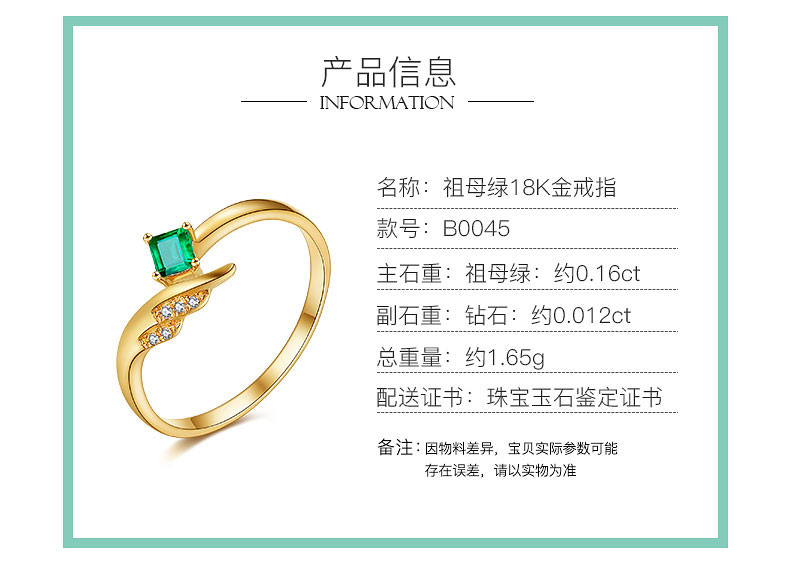 产品信息
INFORMATION
名称：祖母绿18K金戒指
款号：B0045
主石重：祖母绿：约0.16ct
副石重：钻石：约0.012ct
总重量：约1.65g
配送证书：珠宝玉石鉴定证书
备注：因物料差异，宝贝实际参数可能
存在误差，请以实物为准